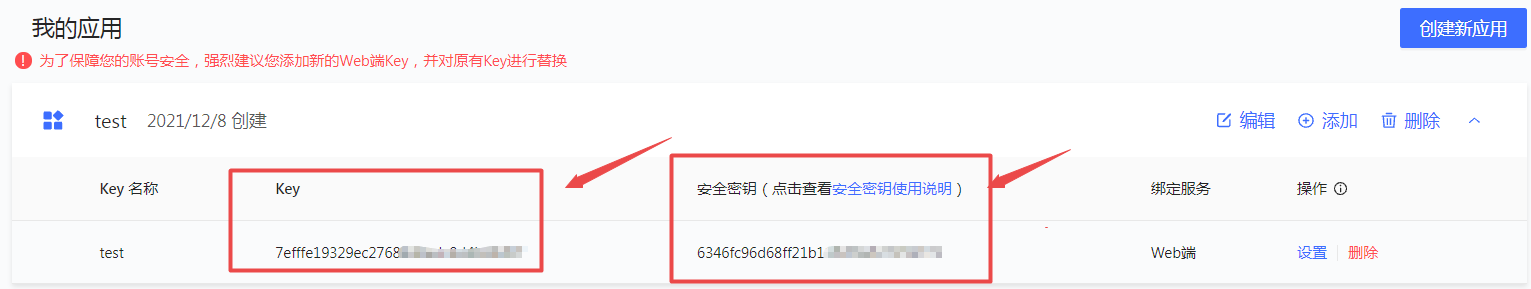 我的应用
创建新应用
为了保障您的账号安全，强烈建议您添加新的Web端Key，并对原有Key进行替换
test 2021/12/8 创建 编辑 添加 删除
Key 名称 Key 安全密钥（点击查看安全密钥使用说明） 绑定服务 操作
test 7efffe19329ec2768 6346fc96d68ff21b1 Web端 设置 删除